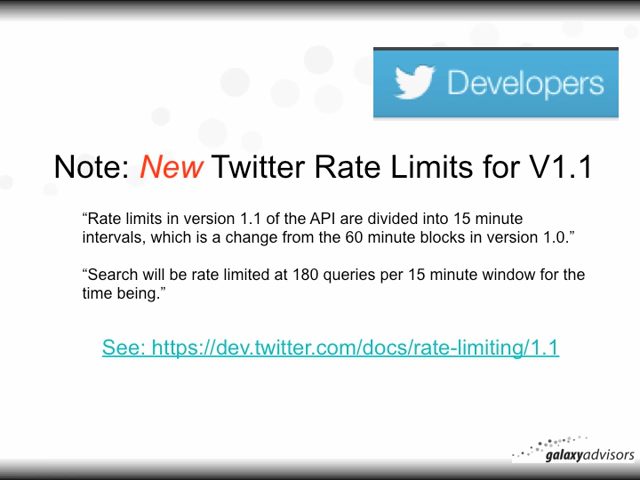 Developers
Note: New Twitter Rate Limits for V1.1
“Rate limits in version 1.1 of the API are divided into 15 minute
intervals, which is a change from the 60 minute blocks in version 1.0.”
“Search will be rate limited at 180 queries per 15 minute window for the
time being.”
See: https://dev.twitter.com/docs/rate-limiting/1.1
galaxyadvisors